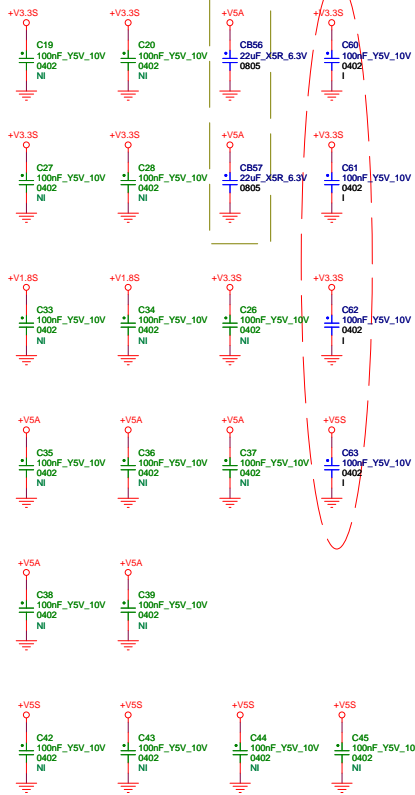 +V3.3S
C19
100nF_Y5V_10V
0402
NI
+V3.3S
C20
100nF_Y5V_10V
0402
NI
+V5A
CB56
22uF_X5R_6.3V
0805
+V3.3S
C60
100nF_Y5V_10V
0402
I
+V3.3S
C27
100nF_Y5V_10V
0402
NI
+V3.3S
C28
100nF_Y5V_10V
0402
NI
+V5A
CB57
22uF_X5R_6.3V
0805
+V3.3S
C61
100nF_Y5V_10V
0402
I
+V1.8S
C33
100nF_Y5V_10V
0402
NI
+V1.8S
C34
100nF_Y5V_10V
0402
NI
+V3.3S
C26
100nF_Y5V_10V
0402
NI
+V3.3S
C62
100nF_Y5V_10V
0402
I
+V5A
C35
100nF_Y5V_10V
0402
NI
+V5A
C36
100nF_Y5V_10V
0402
NI
+V5A
C37
100nF_Y5V_10V
0402
NI
+V5S
C63
100nF_Y5V_10V
0402
I
+V5A
C38
100nF_Y5V_10V
0402
NI
+V5A
C39
100nF_Y5V_10V
0402
NI
+V5S
C42
100nF_Y5V_10V
0402
NI
+V5S
C43
100nF_Y5V_10V
0402
NI
+V5S
C44
100nF_Y5V_10V
0402
NI
+V5S
C45
100nF_Y5V_10
0402
NI